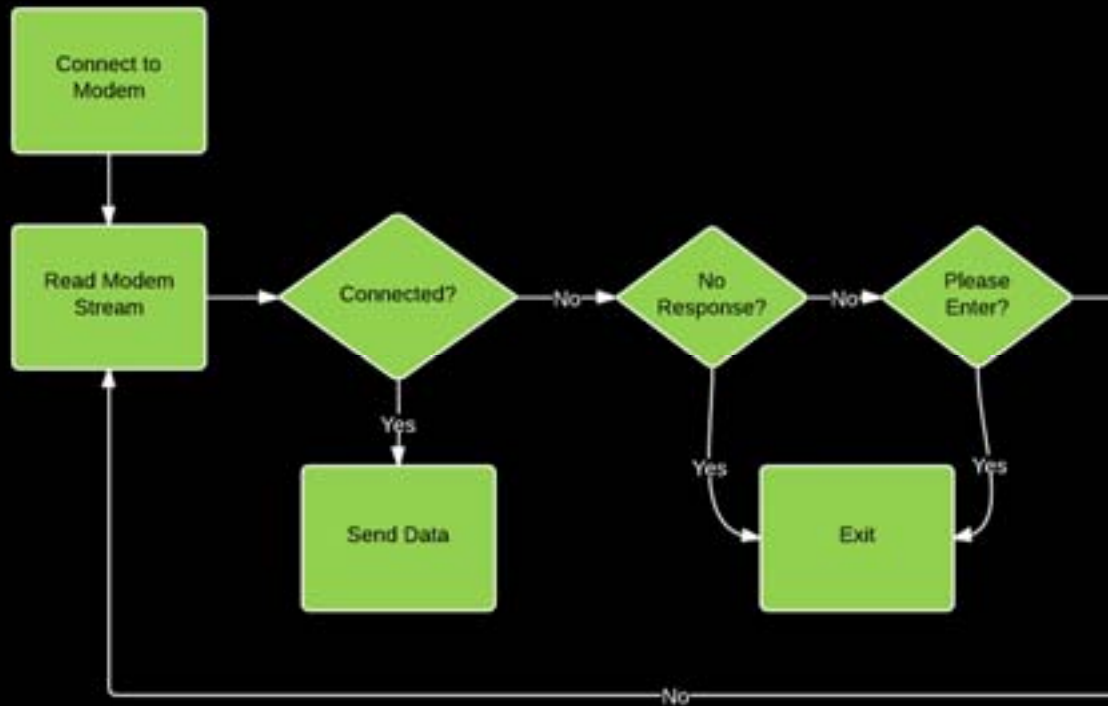 Connect to
Modem
Read Modem
Stream
Connected?
No
No
Response?
No
Please
Enter?
Yes
Yes
Yes
Send Data
Exit
No